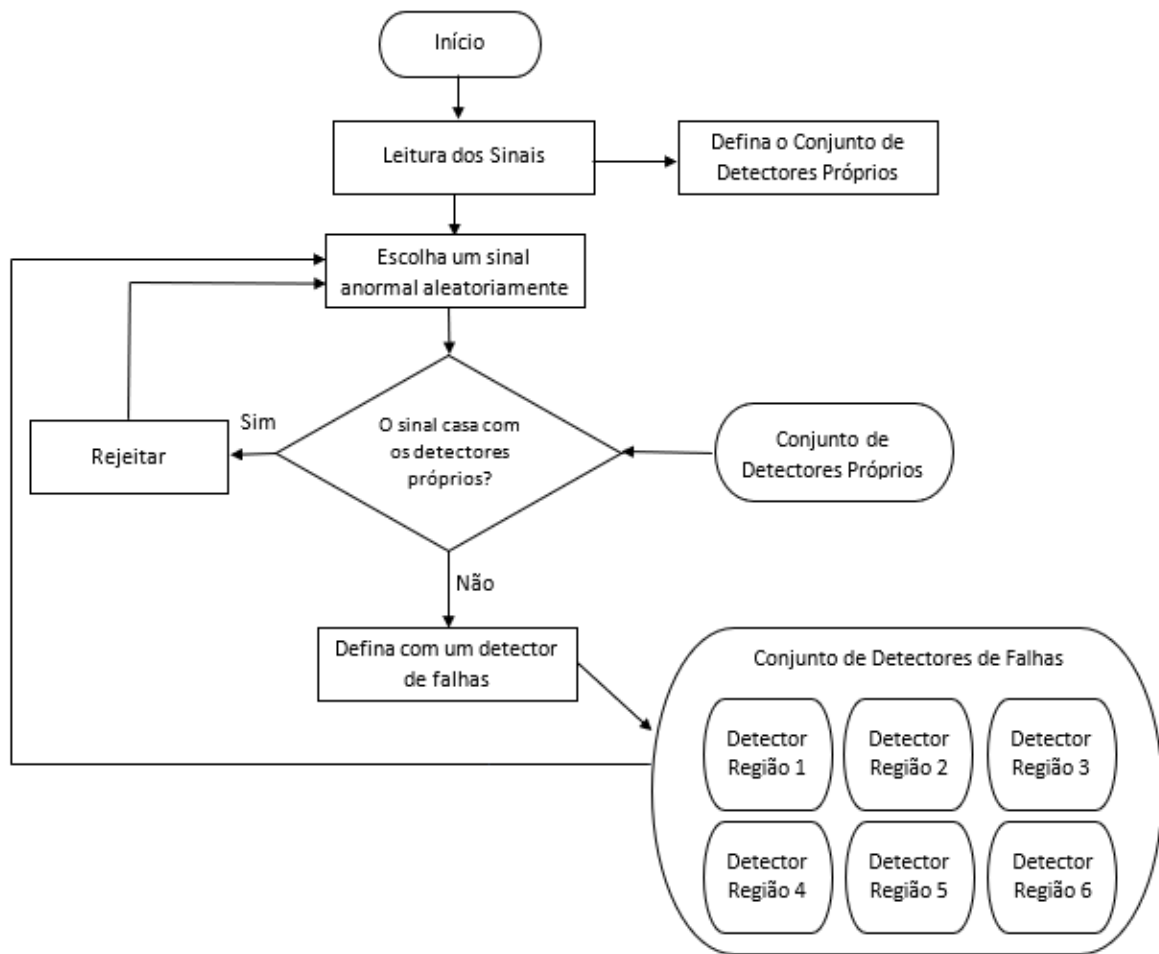 Início
Leitura dos Sinais
Defina o Conjunto de
Detectores Próprios
Escolha um sinal
anormal aleatoriamente
Sim
O sinal casa com
os detectores
próprios?
Rejeitar
Conjunto de
Detectores Próprios
Não
Defina com um detector
de falhas
Conjunto de Detectores de Falhas
Detector
Região 1
Detector
Região 2
Detector
Região 3
Detector
Região 4
Detector
Região 5
Detector
Região 6